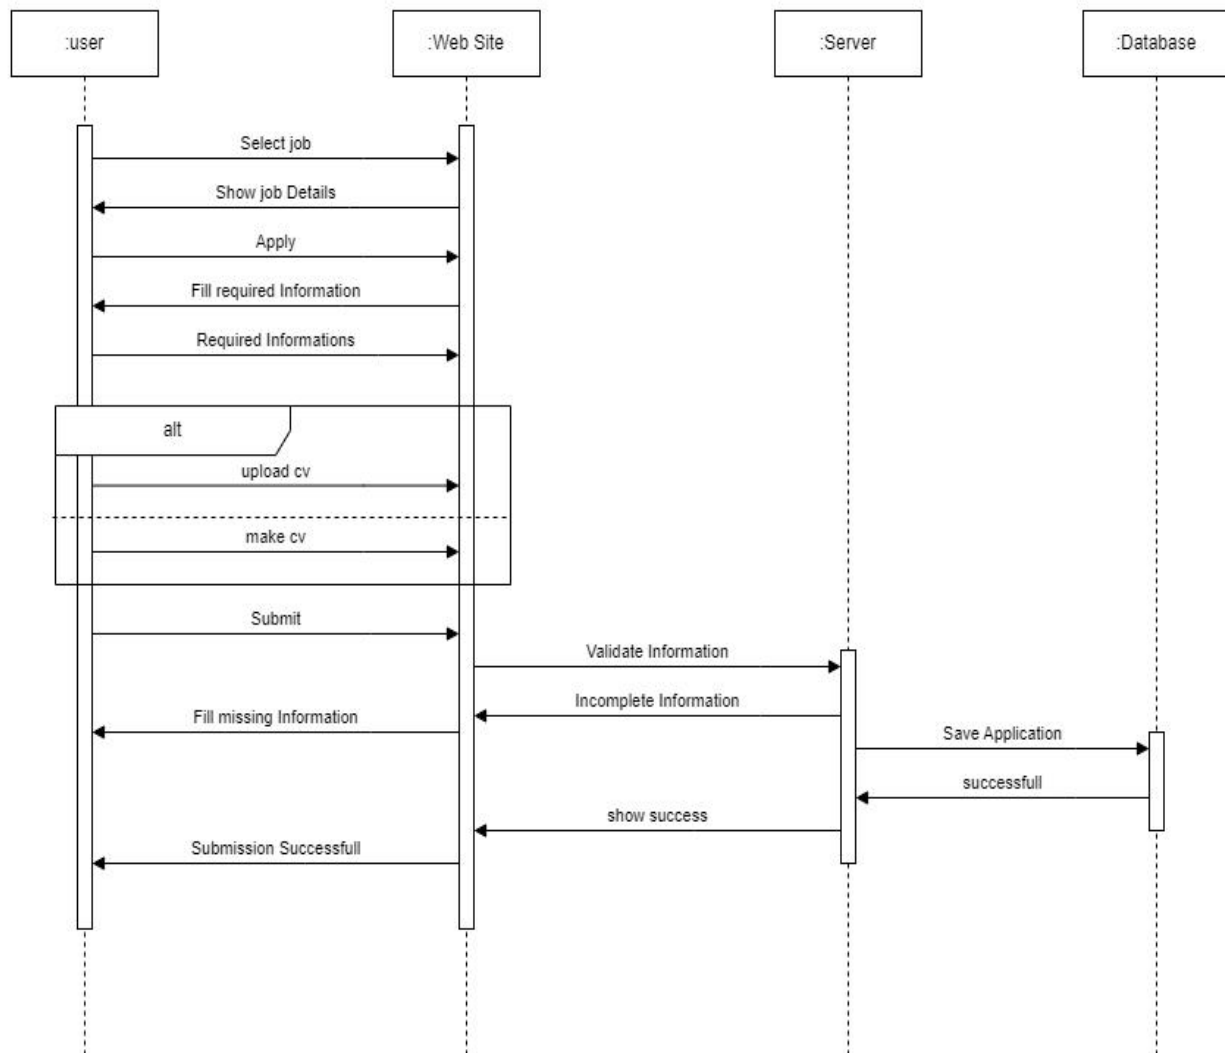 :user
:Web Site
:Server
:Database
Select job
Show job Details
Apply
Fill required Information
Required Informations
alt
upload cv
make cv
Submit
Validate Information
Incomplete Information
Fill missing Information
Save Application
successfull
show success
Submission Successfull